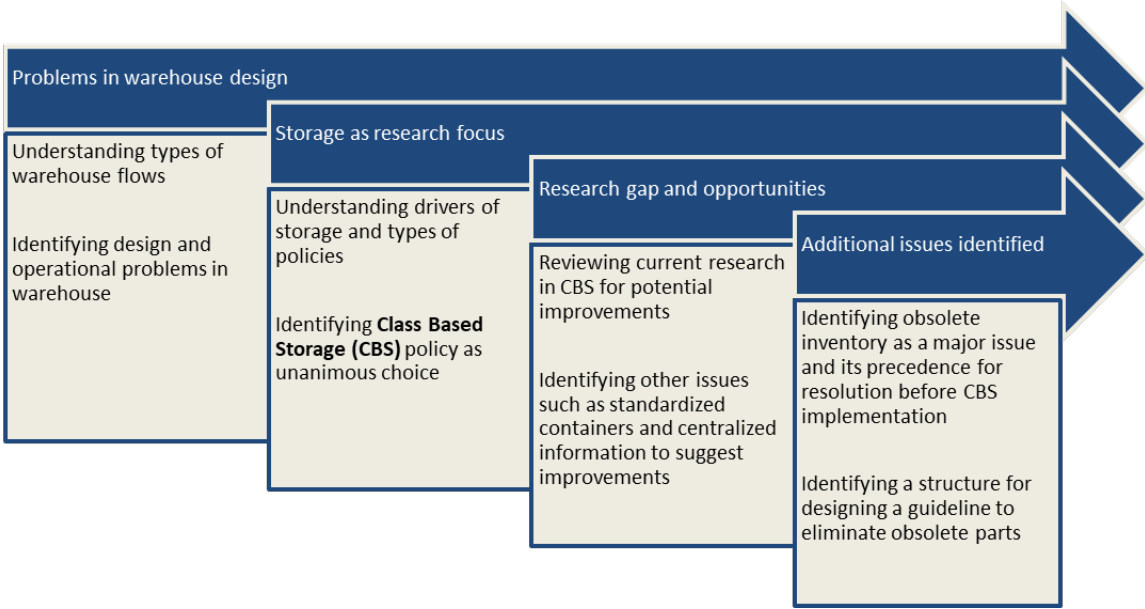 Problems in warehouse design
Understanding types of
warehouse flows
Identifying design and
operational problems in
warehouse
Storage as research focus
Understanding drivers of
storage and types of
policies
Identifying Class Based
Storage (CBS) policy as
unanimous choice
Research gap and opportunities
Reviewing current research
in CBS for potential
improvements
Identifying other issues
such as standardized
containers and centralized
information to suggest
improvements
Additional issues identified
Identifying obsolete
inventory as a major issue
and its precedence for
resolution before CBS
implementation
Identifying a structure for
designing a guideline to
eliminate obsolete parts